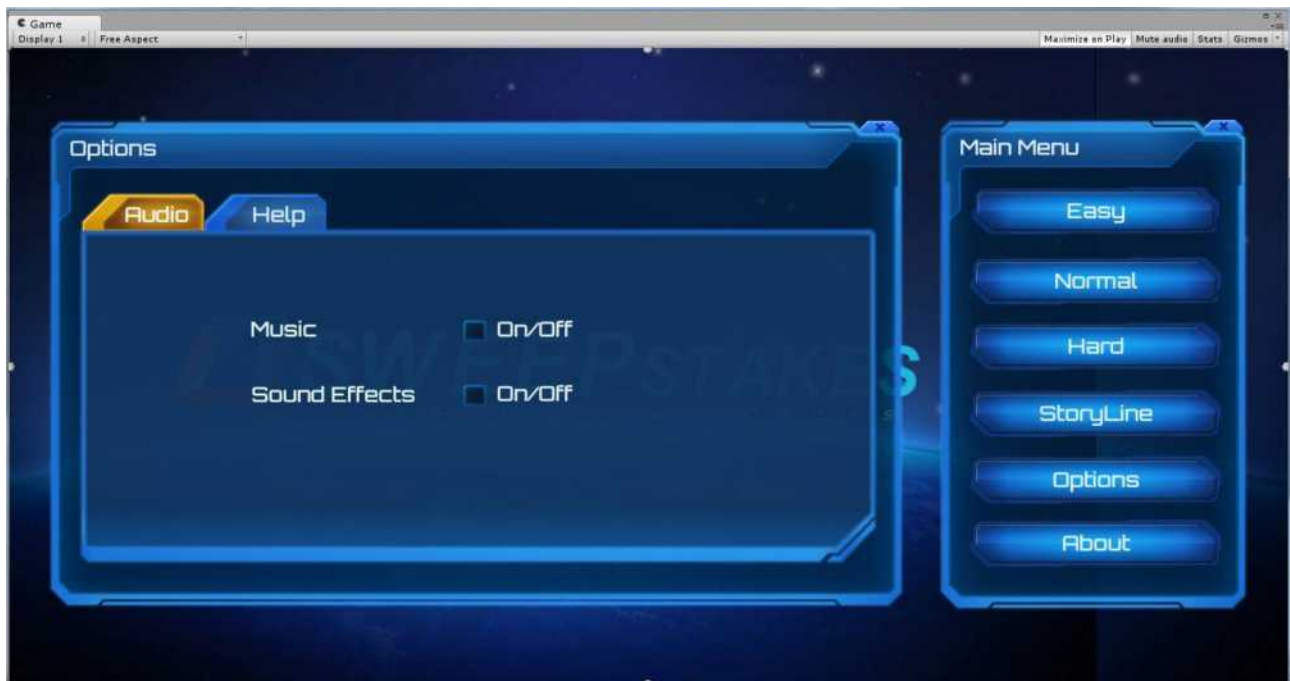 Game
Display 1 Free Aspect Maximize on Play Mute audio Stats Gizmos
Options
Audio Help
Music On/Off
Sound Effects On/Off
SWEEPSTAKES
Main Menu
Easy
Normal
Hard
StoryLine
Options
About